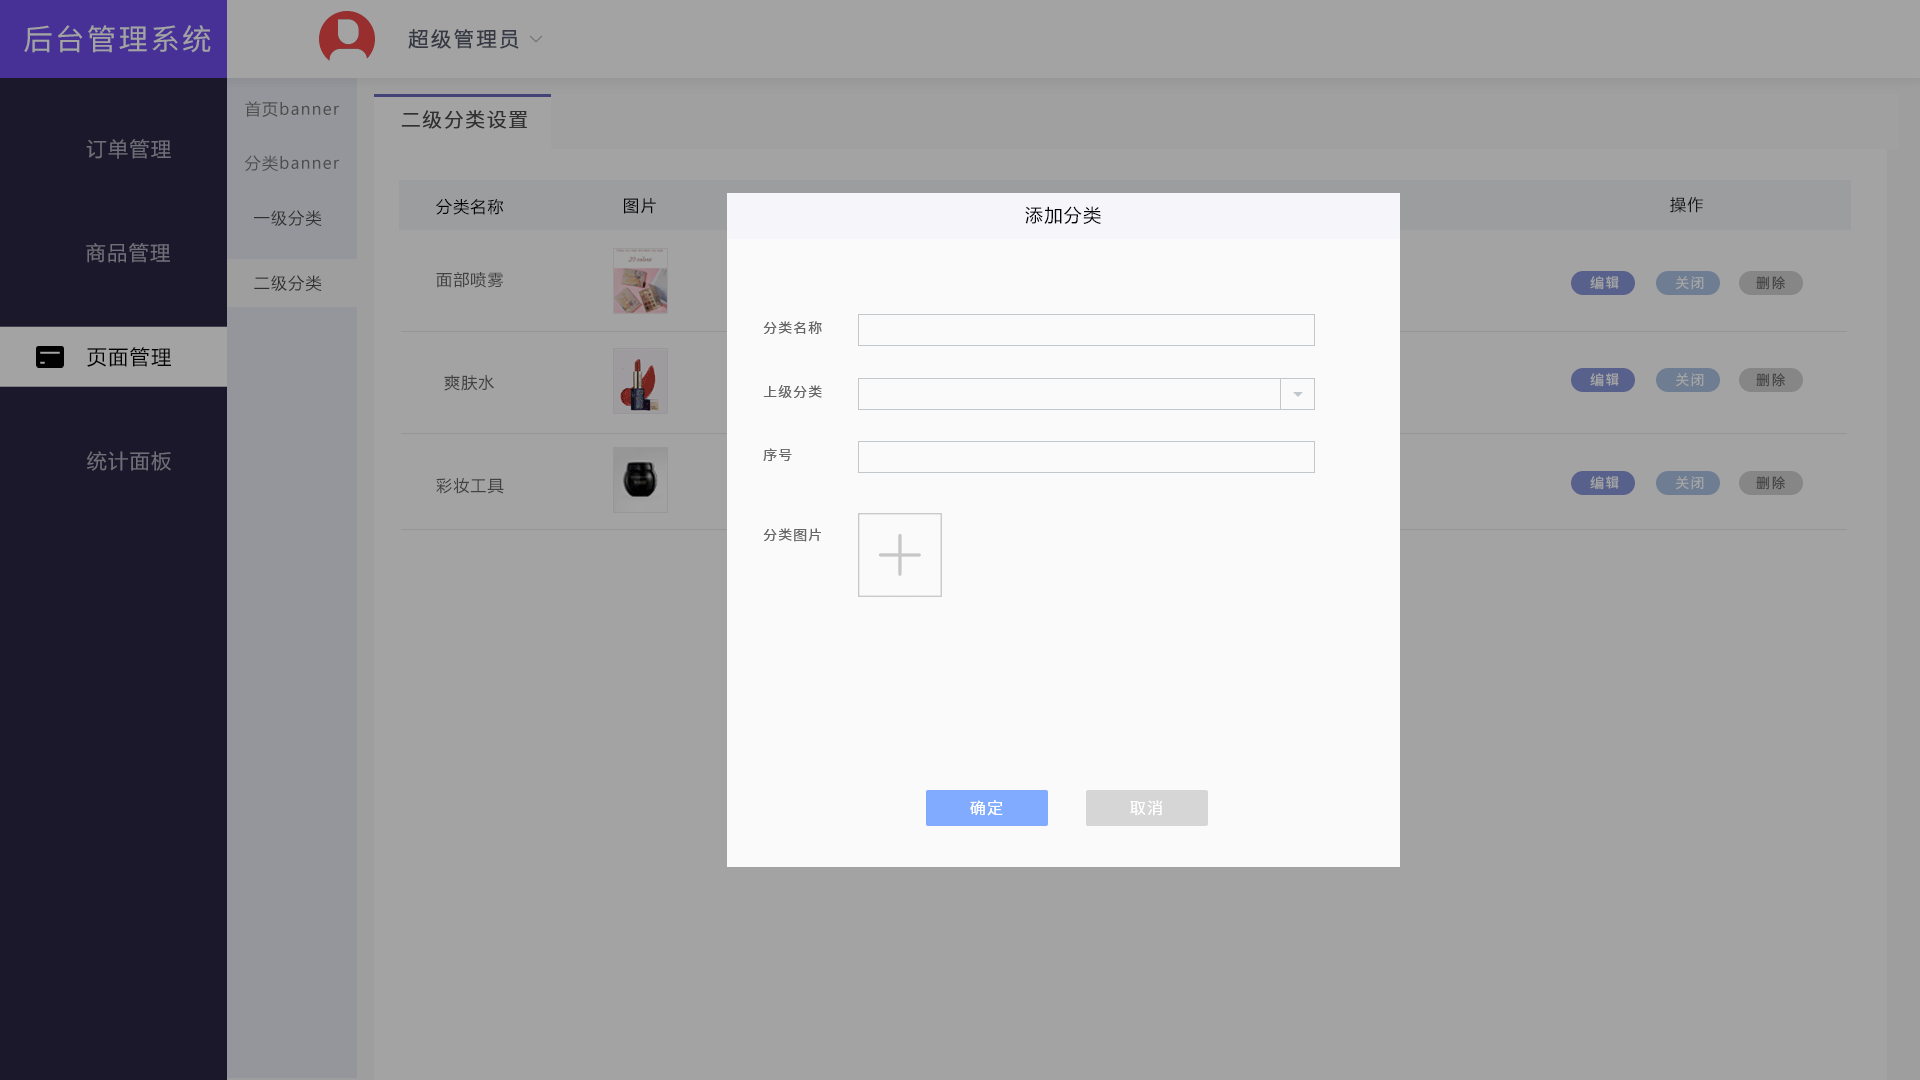 后台管理系统
超级管理员
订单管理
商品管理
页面管理
统计面板
首页banner
分类banner
一级分类
二级分类
二级分类设置
分类名称 图片 操作
面部喷雾 编辑 关闭 删除
爽肤水 编辑 关闭 删除
彩妆工具 编辑 关闭 删除
添加分类
分类名称
上级分类
序号
分类图片
确定 取消